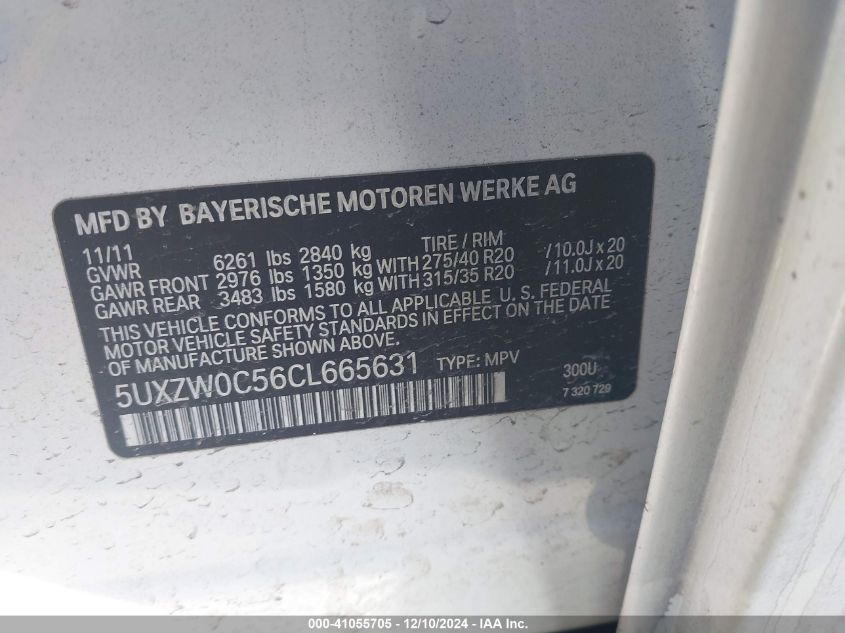 MFD BY BAYERISCHE MOTOREN WERKE AG
11/11 TIRE / RIM
GVWR 6261 lbs 2840 kg
GAWR FRONT 2976 lbs 1350 kg WITH 275/40 R20 /10.0J x 20
GAWR REAR 3483 lbs 1580 kg WITH 315/35 R20 /11.0J x 20
THIS VEHICLE CONFORMS TO ALL APPLICABLE U. S. FEDERAL
MOTOR VEHICLE SAFETY STANDARDS IN EFFECT ON THE DATE
OF MANUFACTURE SHOWN ABOVE.
5UXZW0C56CL665631 TYPE: MPV 300U
7 320 729
000-41055705 - 12/10/2024 - IAA Inc.